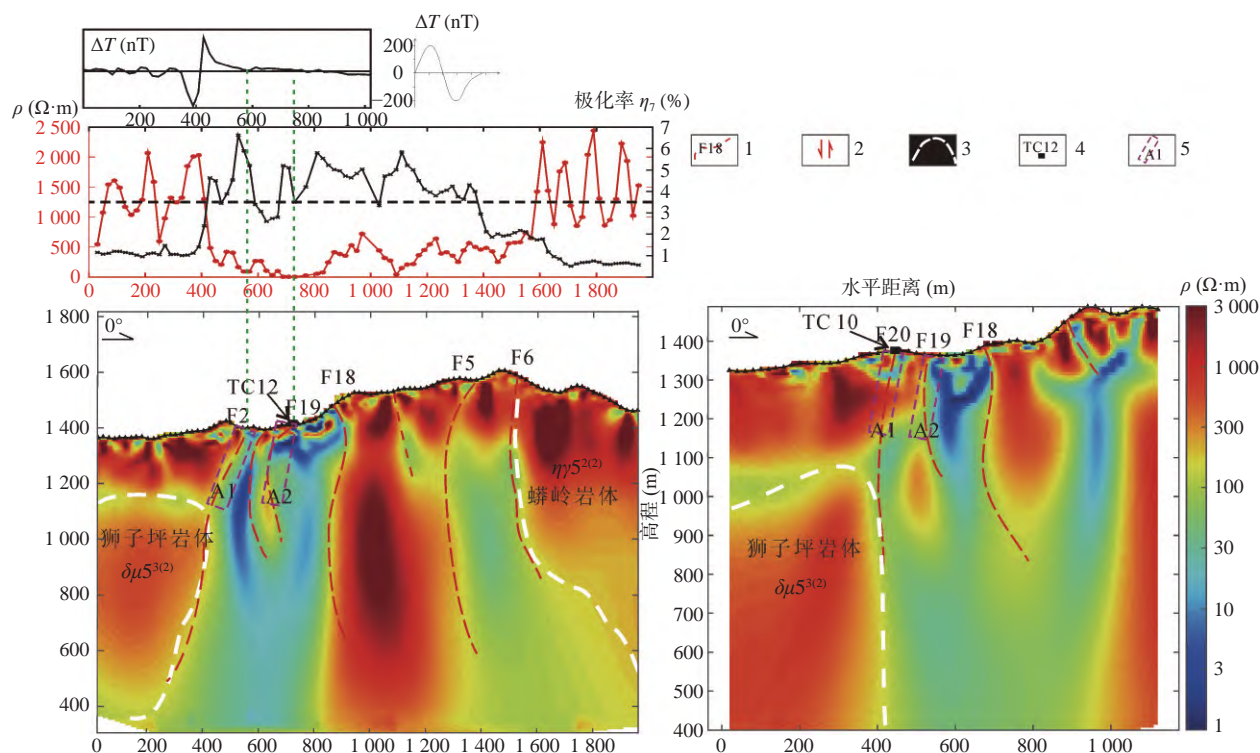 ΔT (nT)
200 400 600 800 1 000
ΔT (nT)
200
0
−200
ρ (Ω·m)
极化率 η7 (%)
2 500
2 000
1 500
1 000
500
0
7
6
5
4
3
2
1
0 200 400 600 800 1 000 1 200 1 400 1 600 1 800
F18 1
2
3
TC12 4
A1 5
1 800
1 600
1 400
1 200
1 000
800
600
400
0°
F2
TC12
F19
F18
F5
F6
A1
A2
狮子坪岩体
δμ53(2)
ηγ52(2)
蟒岭岩体
0 200 400 600 800 1 000 1 200 1 400 1 600 1 800
水平距离 (m)
高程 (m)
1 400
1 300
1 200
1 100
1 000
900
800
700
600
500
400
0°
TC 10
F20
F19
F18
A1
A2
狮子坪岩体
δμ53(2)
0 200 400 600 800 1 000
ρ (Ω·m)
3 000
1 000
300
100
30
10
3
1